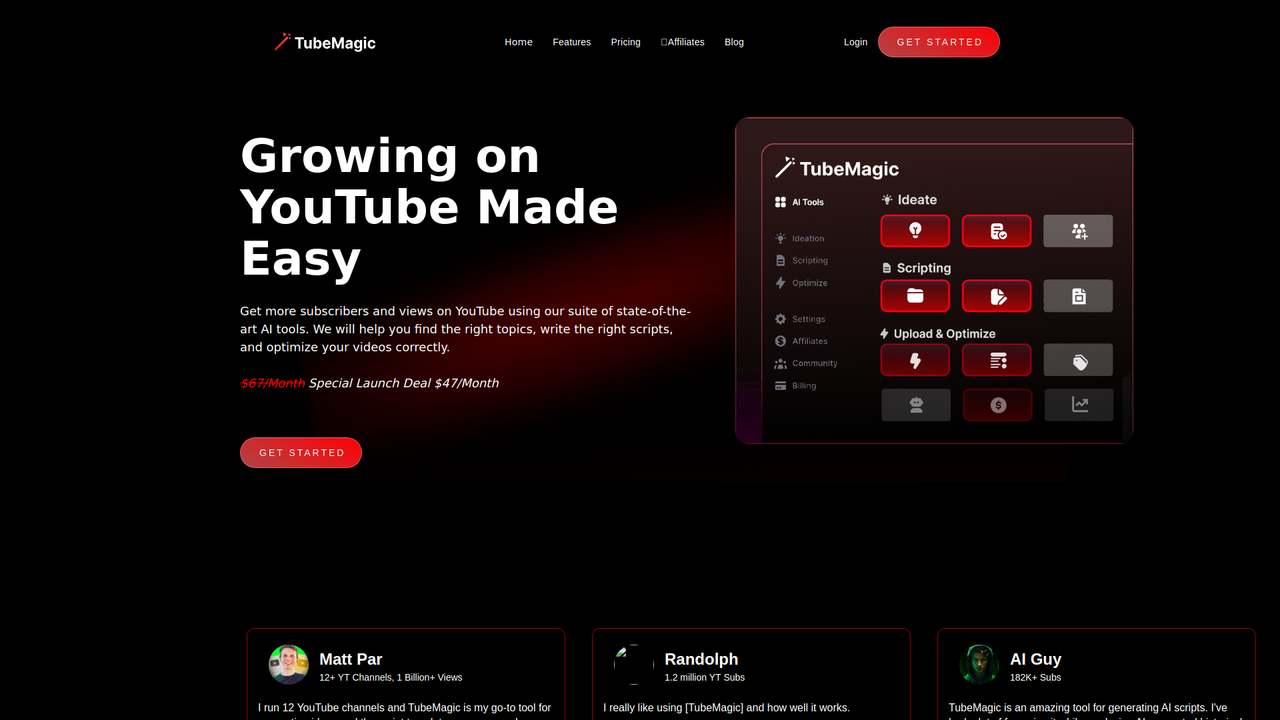 TubeMagic
Home Features Pricing Affiliates Blog
Login GET STARTED
Growing on
YouTube Made
Easy
Get more subscribers and views on YouTube using our suite of state-of-the-
art AI tools. We will help you find the right topics, write the right scripts,
and optimize your videos correctly.
$67/Month Special Launch Deal $47/Month
GET STARTED
TubeMagic
AI Tools
Ideation
Scripting
Optimize
Settings
Affiliates
Community
Billing
Ideate
Scripting
Upload & Optimize
Matt Par
12+ YT Channels, 1 Billion+ Views
I run 12 YouTube channels and TubeMagic is my go-to tool for
Randolph
1.2 million YT Subs
I really like using [TubeMagic] and how well it works.
AI Guy
182K+ Subs
TubeMagic is an amazing tool for generating AI scripts. I've